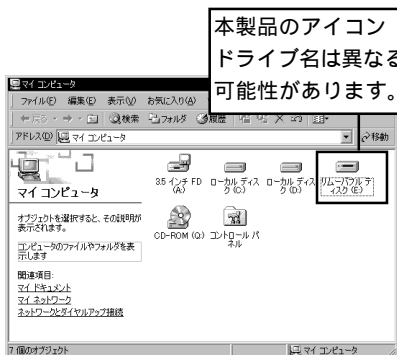 本製品のアイコン
ドライブ名は異なる
可能性があります。
マイ コンピュータ
ファイル(F) 編集(E) 表示(V) お気に入り(A)
戻る 検索 フォルダ 履歴
アドレス(D) マイ コンピュータ 移動
マイ コンピュータ
オブジェクトを選択すると、その説明が
表示されます。
コンピュータのファイルやフォルダを表
示します
関連項目:
マイ ドキュメント
マイ ネットワーク
ネットワークとダイヤルアップ接続
3.5 インチ FD
(A:)
ローカル ディス
ク (C:)
ローカル ディス
ク (D:)
リムーバブル デ
ィスク (E:)
CD-ROM (Q:)
コントロール パ
ネル
7 個のオブジェクト マイ コンピュータ